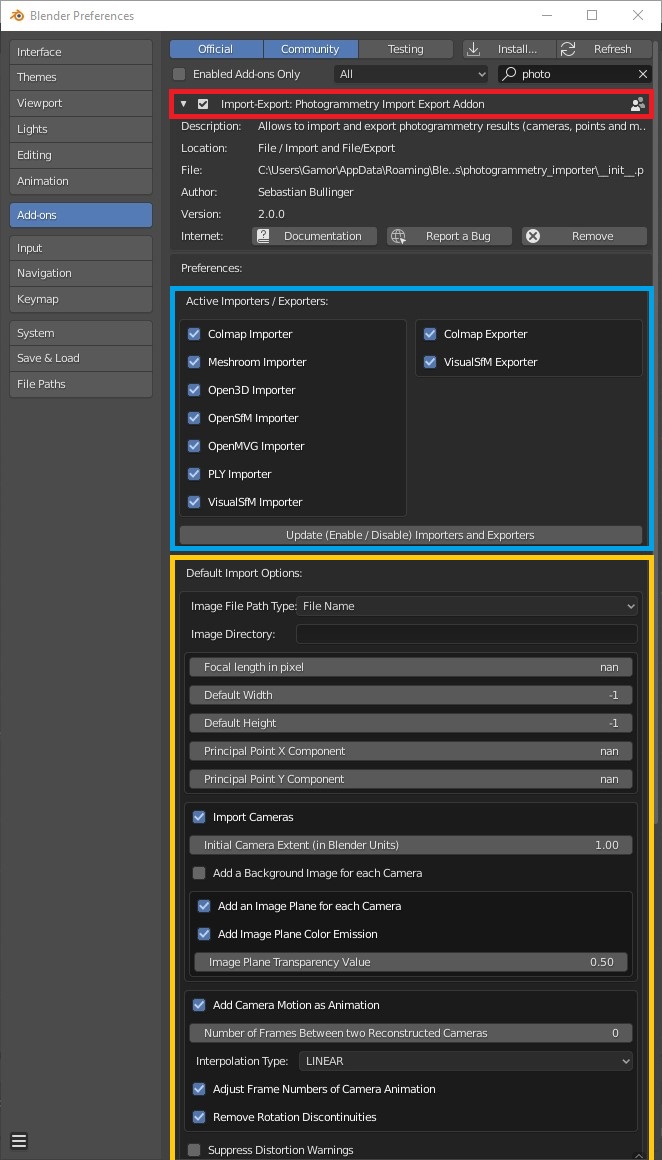 Blender Preferences
Interface
Themes
Viewport
Lights
Editing
Animation
Add-ons
Input
Navigation
Keymap
System
Save & Load
File Paths
Official Community Testing Install... Refresh
Enabled Add-ons Only All photo
Import-Export: Photogrammetry Import Export Addon
Description: Allows to import and export photogrammetry results (cameras, points and m..
Location: File / Import and File/Export
File: C:\Users\Gamor\AppData\Roaming\Ble..s\photogrammetry_importer\__init__.p
Author: Sebastian Bullinger
Version: 2.0.0
Internet: Documentation Report a Bug Remove
Preferences:
Active Importers / Exporters:
Colmap Importer
Meshroom Importer
Open3D Importer
OpenSfM Importer
OpenMVG Importer
PLY Importer
VisualSfM Importer
Colmap Exporter
VisualSfM Exporter
Update (Enable / Disable) Importers and Exporters
Default Import Options:
Image File Path Type: File Name
Image Directory:
Focal length in pixel nan
Default Width -1
Default Height -1
Principal Point X Component nan
Principal Point Y Component nan
Import Cameras
Initial Camera Extent (in Blender Units) 1.00
Add a Background Image for each Camera
Add an Image Plane for each Camera
Add Image Plane Color Emission
Image Plane Transparency Value 0.50
Add Camera Motion as Animation
Number of Frames Between two Reconstructed Cameras 0
Interpolation Type: LINEAR
Adjust Frame Numbers of Camera Animation
Remove Rotation Discontinuities
Suppress Distortion Warnings